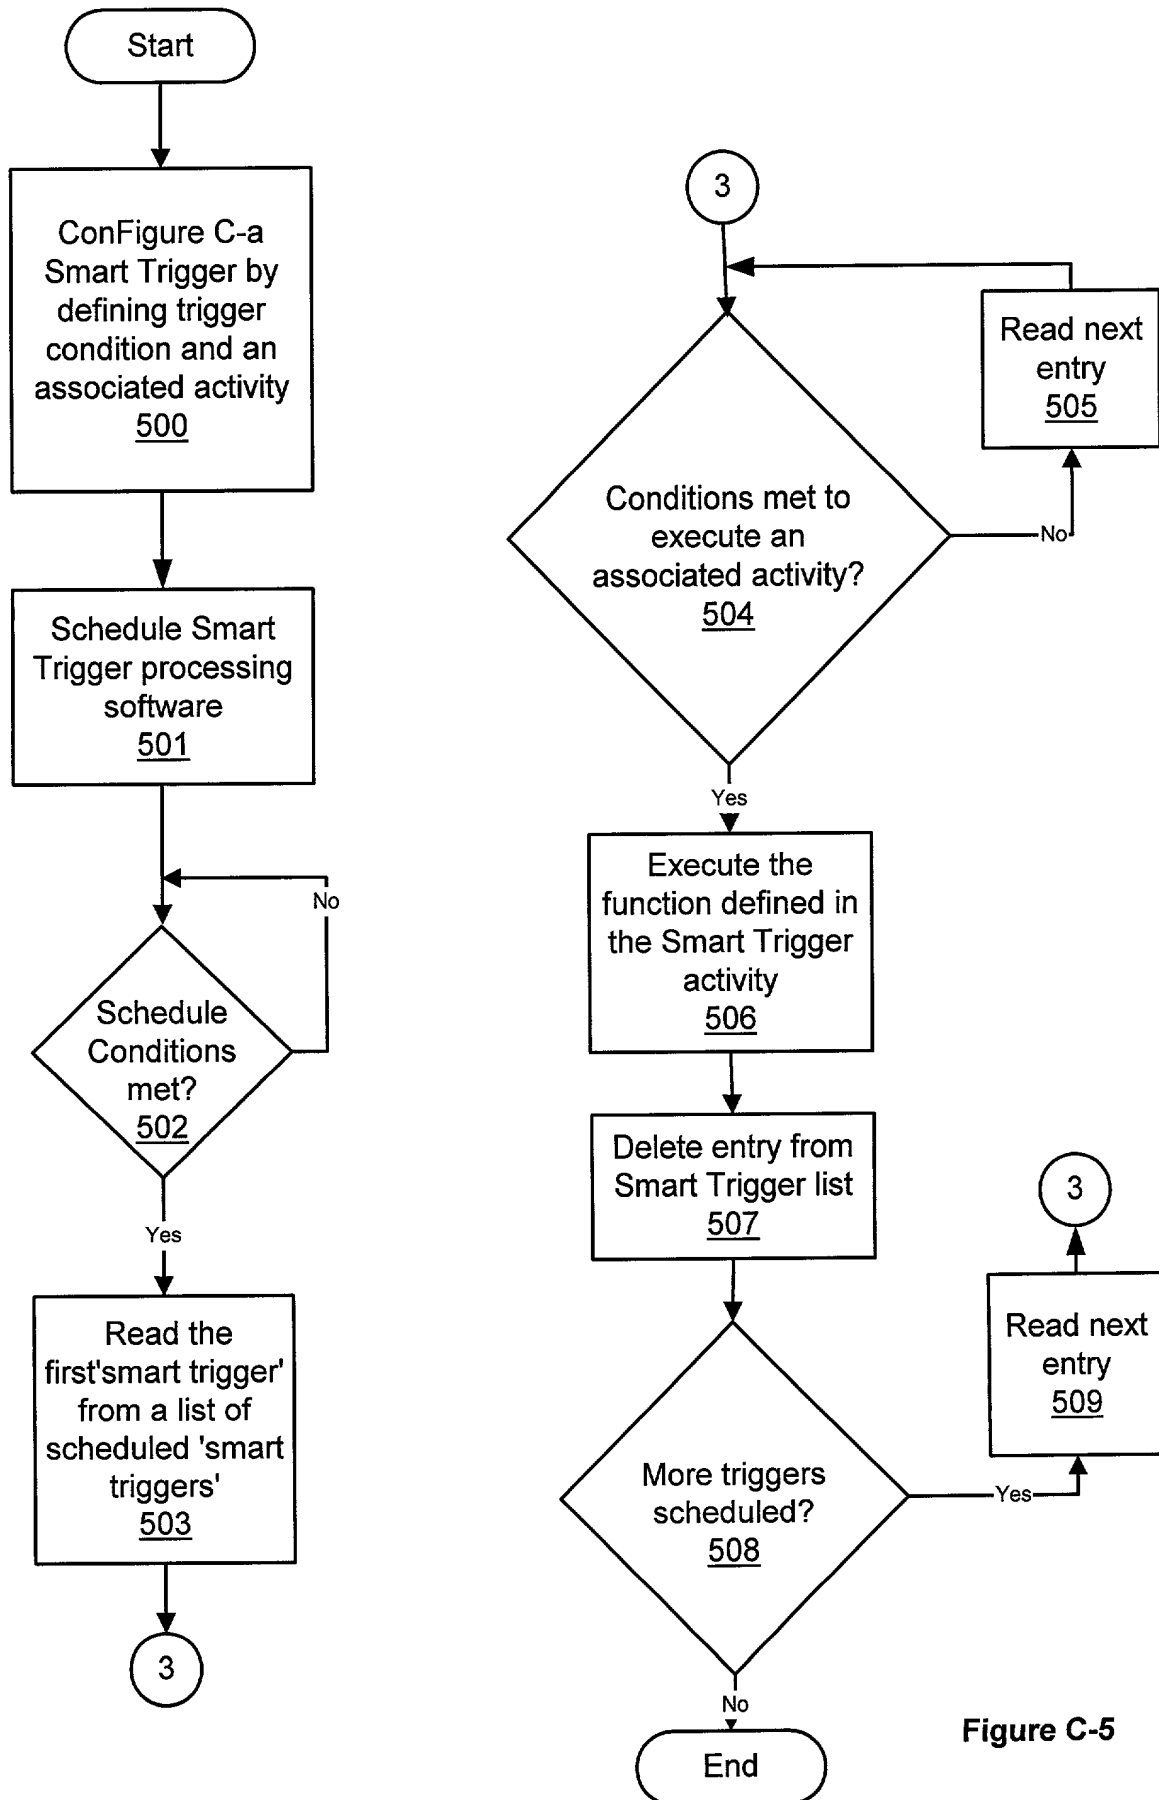 Start
ConFigure C-a
Smart Trigger by
defining trigger
condition and an
associated activity
500
Schedule Smart
Trigger processing
software
501
No
Schedule
Conditions
met?
502
Yes
Read the
first'smart trigger'
from a list of
scheduled 'smart
triggers'
503
3
3
Read next
entry
505
Conditions met to
execute an
associated activity?
504
No
Yes
Execute the
function defined in
the Smart Trigger
activity
506
Delete entry from
Smart Trigger list
507
3
Read next
entry
509
More triggers
scheduled?
508
Yes
No
End
Figure C-5